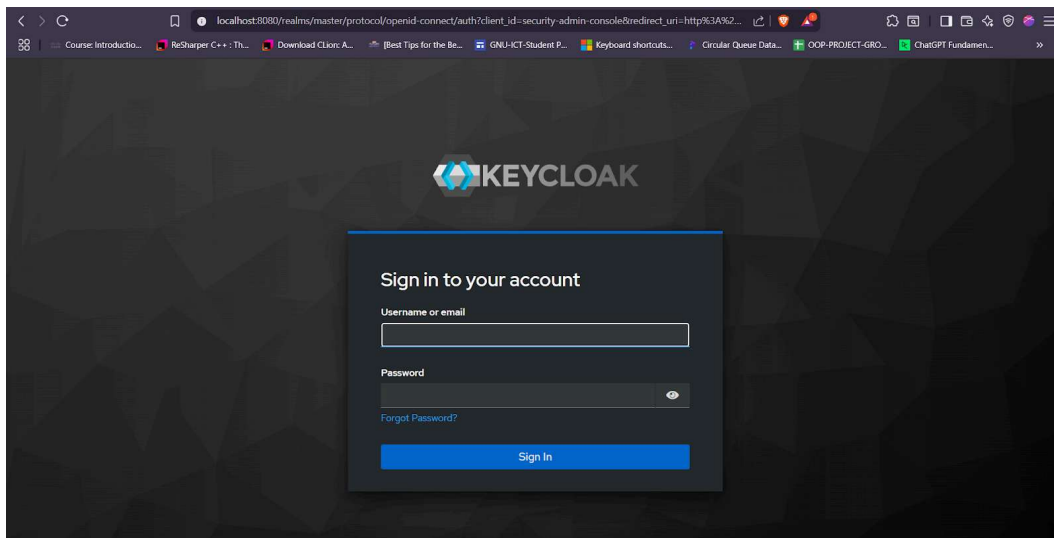 localhost:8080/realms/master/protocol/openid-connect/auth?client_id=security-admin-console&redirect_uri=http%3A%2...
Course: Introductio... ReSharper C++ : Th... Download CLion: A... [Best Tips for the Be... GNU-ICT-Student P... Keyboard shortcuts... Circular Queue Data... OOP-PROJECT-GRO... ChatGPT Fundamen... »
KEYCLOAK
Sign in to your account
Username or email
Password
Forgot Password?
Sign In